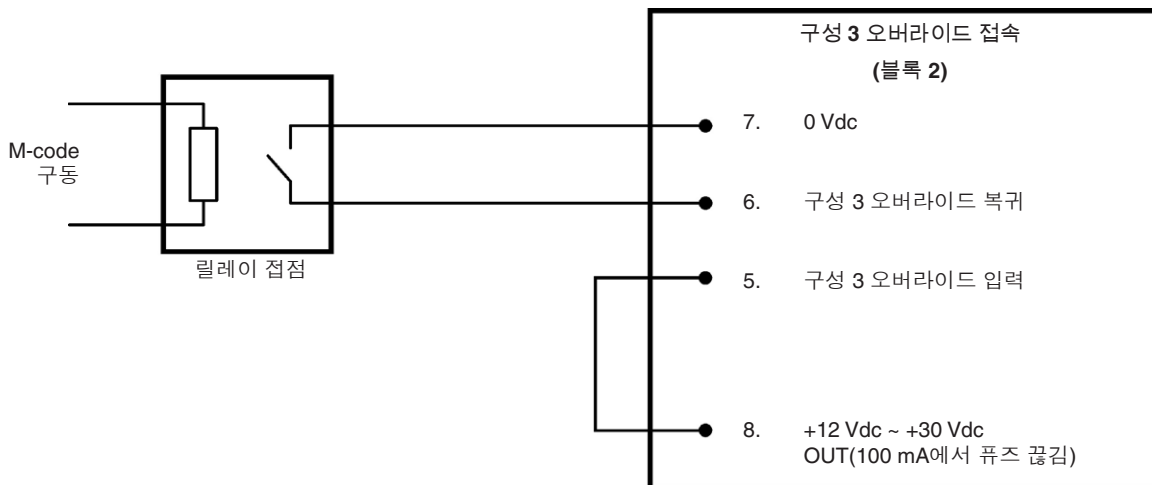 구성 3 오버라이드 접속
(블록 2)
M-code
구동
릴레이 접점
7. 0 Vdc
6. 구성 3 오버라이드 복귀
5. 구성 3 오버라이드 입력
8. +12 Vdc ~ +30 Vdc
OUT(100 mA에서 퓨즈 끊김)